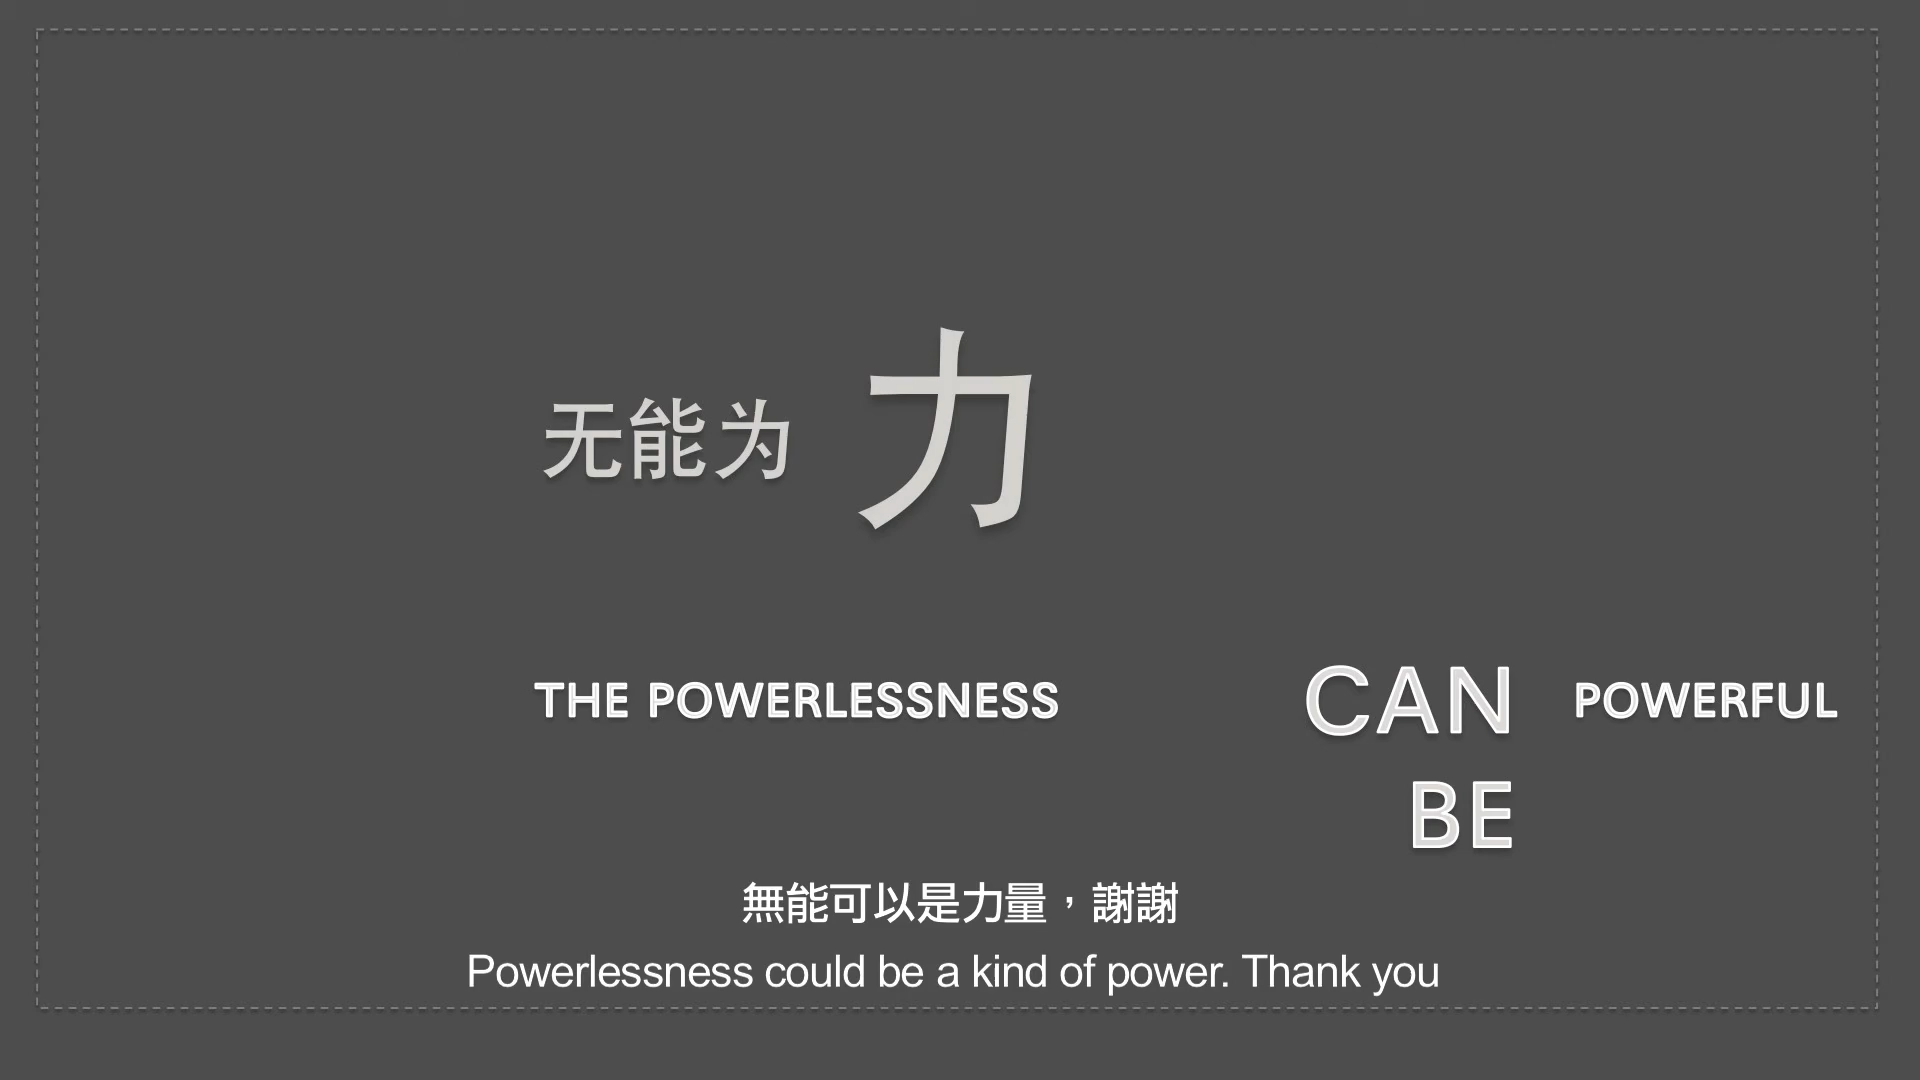 无能为 力
THE POWERLESSNESS CAN POWERFUL
BE
無能可以是力量，謝謝
Powerlessness could be a kind of power. Thank you